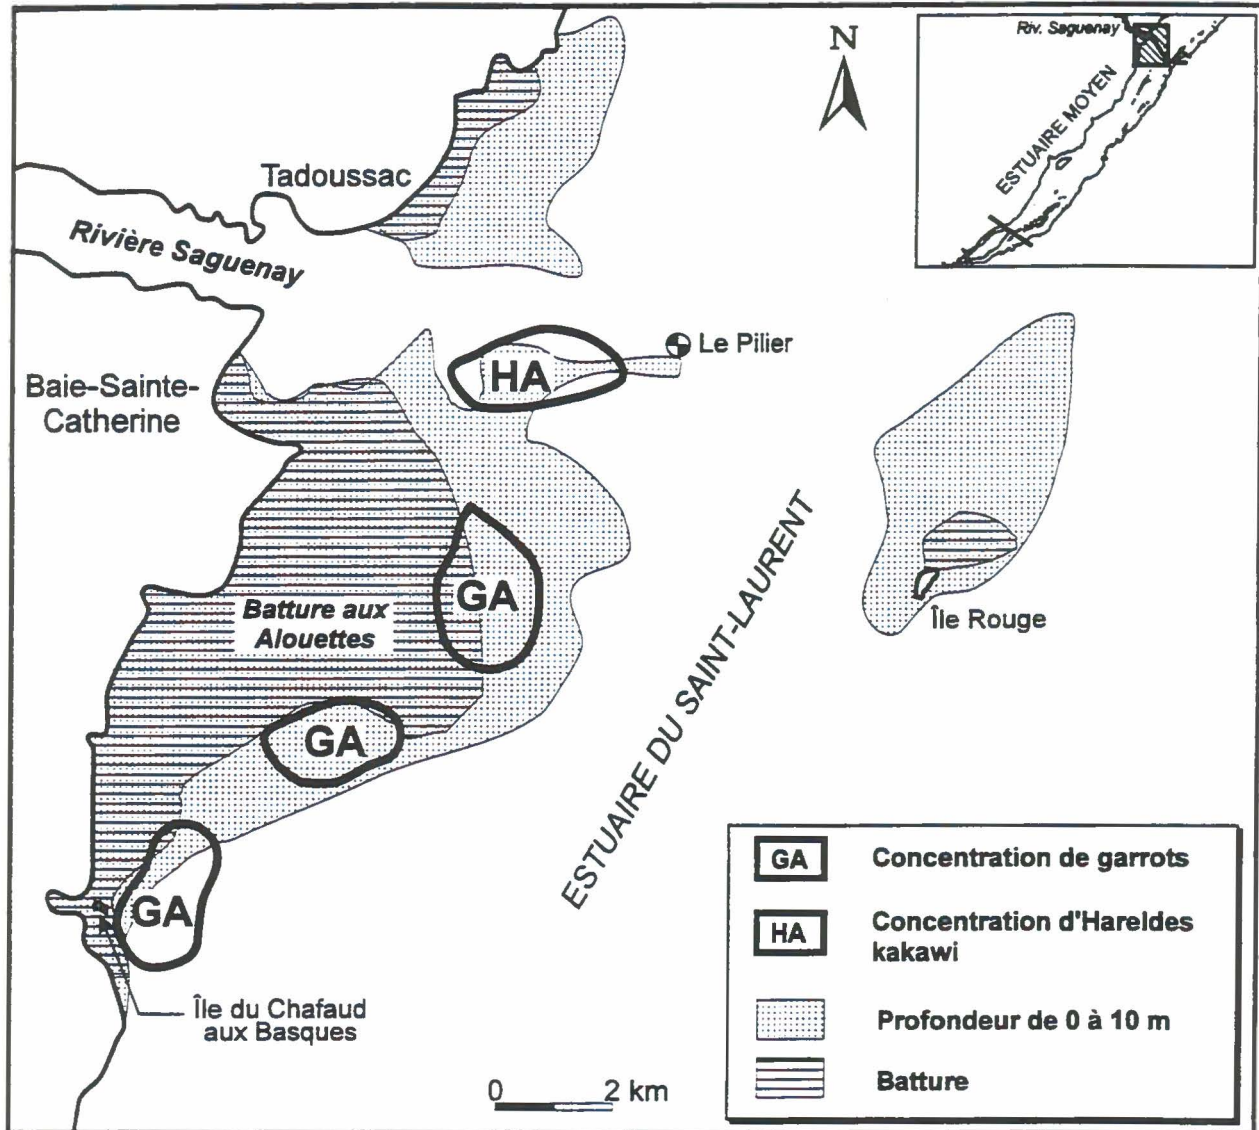 N
Riv. Saguenay
ESTUAIRE MOYEN
Tadoussac
Rivière Saguenay
Le Pilier
HA
Baie-Sainte-
Catherine
GA
Batture aux
Alouettes
Île Rouge
GA
ESTUAIRE DU SAINT-LAURENT
GA
Île du Chafaud
aux Basques
0 2 km
GA Concentration de garrots
HA Concentration d'Hareldes
kakawi
Profondeur de 0 à 10 m
Batture